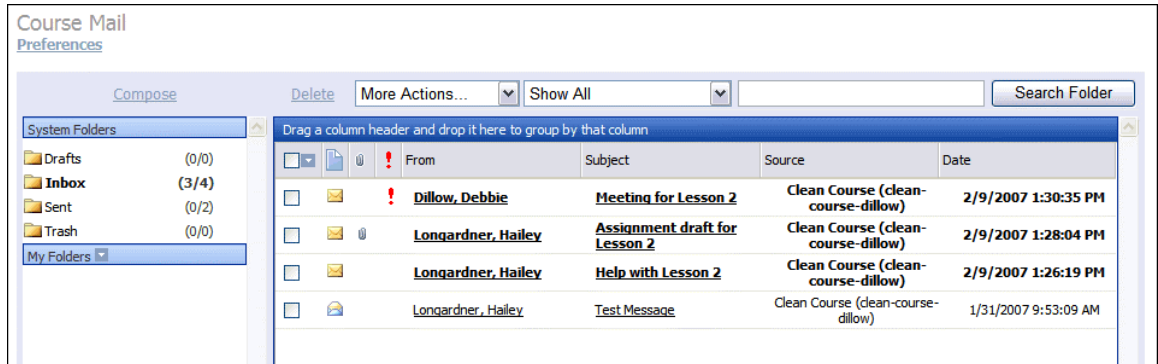 Course Mail
Preferences
Compose
Delete
More Actions...
Show All
Search Folder
System Folders
Drag a column header and drop it here to group by that column
Drafts (0/0)
Inbox (3/4)
Sent (0/2)
Trash (0/0)
My Folders
From Subject Source Date
Dillow, Debbie Meeting for Lesson 2 Clean Course (clean-
course-dillow) 2/9/2007 1:30:35 PM
Longardner, Hailey Assignment draft for
Lesson 2 Clean Course (clean-
course-dillow) 2/9/2007 1:28:04 PM
Longardner, Hailey Help with Lesson 2 Clean Course (clean-
course-dillow) 2/9/2007 1:26:19 PM
Longardner, Hailey Test Message Clean Course (clean-course-
dillow) 1/31/2007 9:53:09 AM